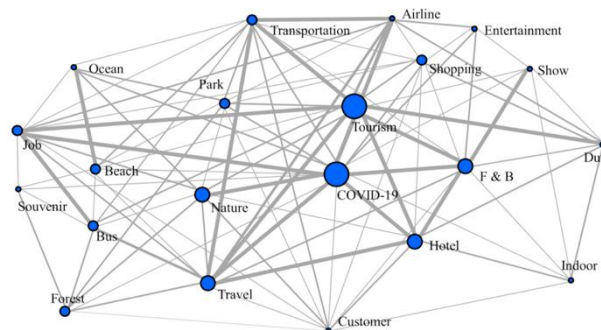 Airline
Transportation
Entertainment
Ocean
Park
Shopping
Show
Tourism
Job
Beach
F & B
Du
COVID-19
Souvenir
Nature
Bus
Hotel
Indoor
Travel
Forest
Customer